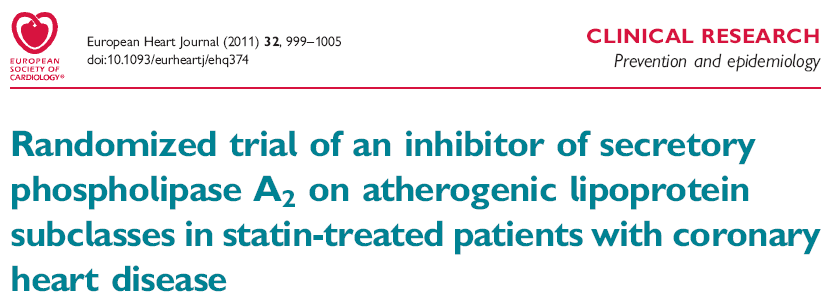 European Heart Journal (2011) 32, 999–1005
doi:10.1093/eurheartj/ehq374
EUROPEAN
SOCIETY OF
CARDIOLOGY®
CLINICAL RESEARCH
Prevention and epidemiology
Randomized trial of an inhibitor of secretory
phospholipase A2 on atherogenic lipoprotein
subclasses in statin-treated patients with coronary
heart disease